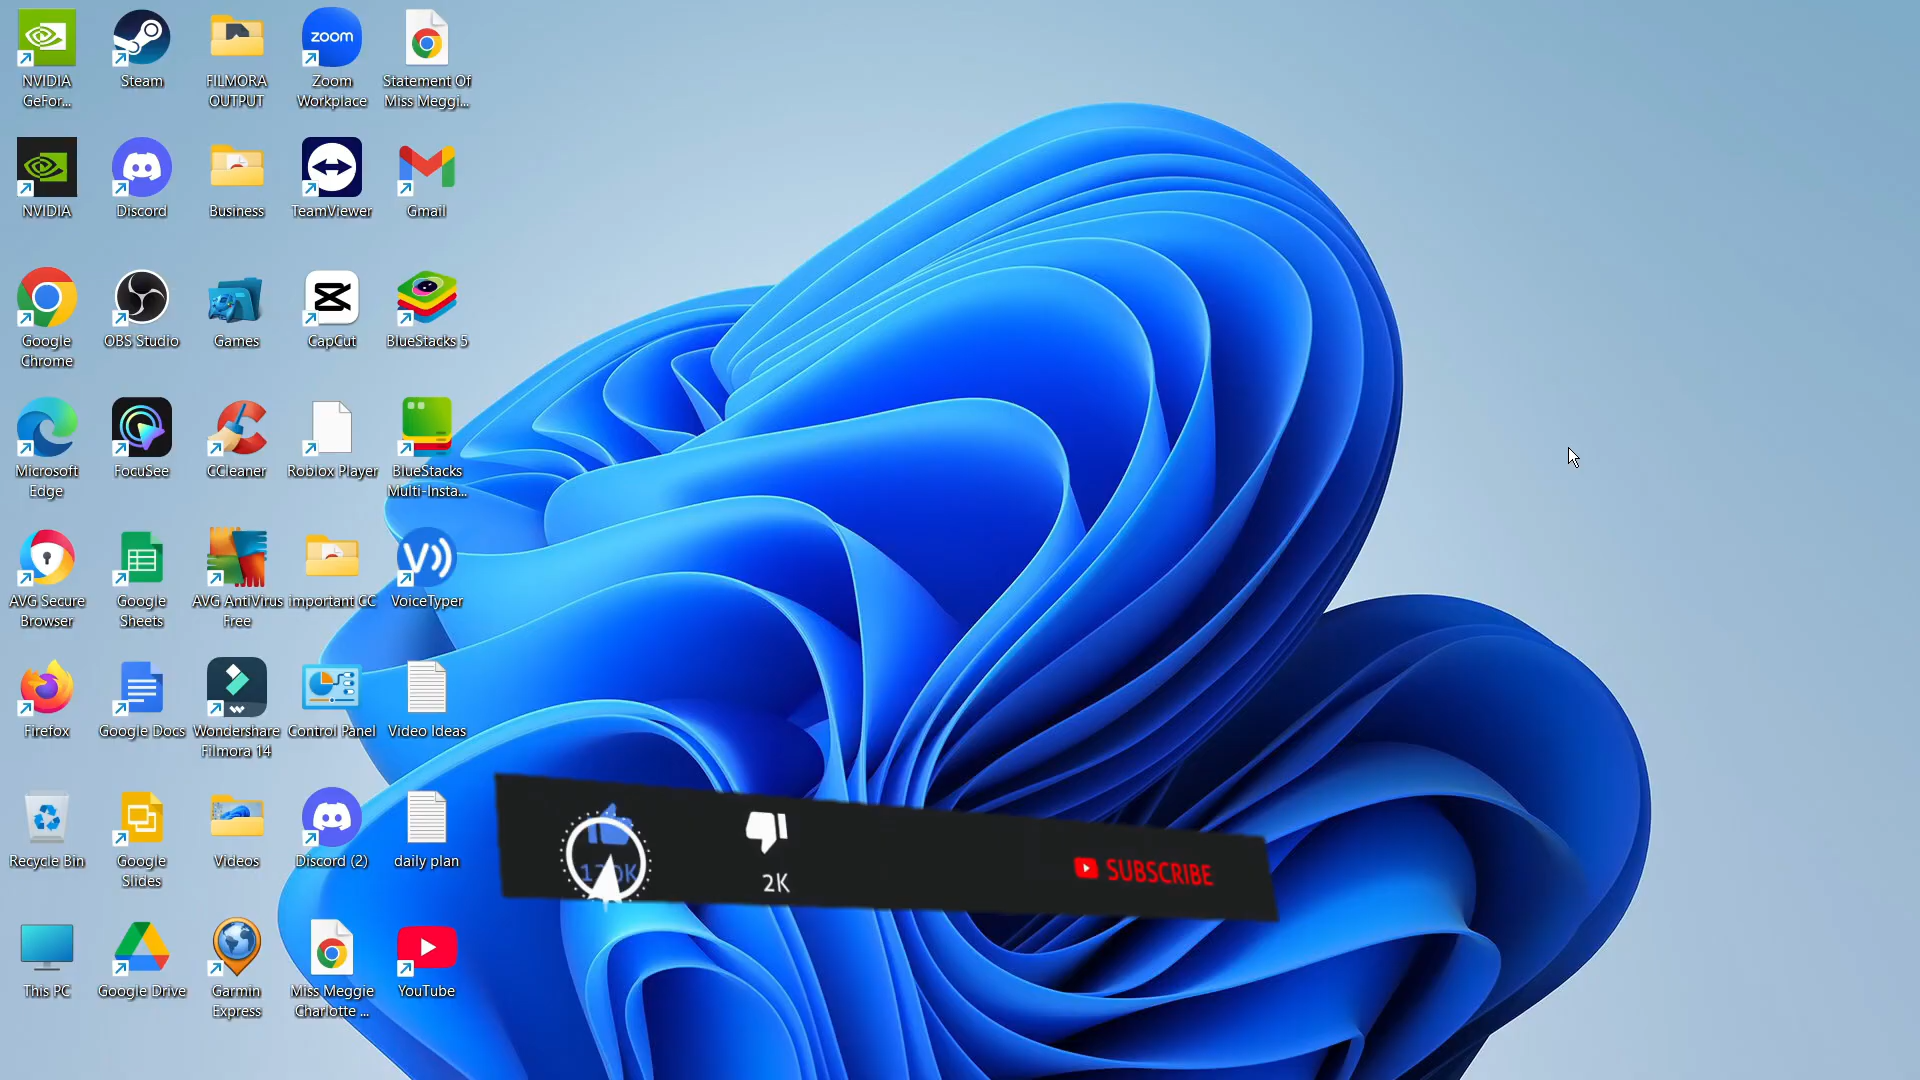 NVIDIA
GeFor...
Steam
FILMORA
OUTPUT
zoom
Zoom
Workplace
Statement Of
Miss Meggi...
NVIDIA
Discord
Business
TeamViewer
Gmail
Google
Chrome
OBS Studio
Games
CapCut
BlueStacks 5
Microsoft
Edge
FocuSee
CCleaner
Roblox Player
BlueStacks
Multi-Insta...
AVG Secure
Browser
Google
Sheets
AVG AntiVirus
Free
important CC
VoiceTyper
Firefox
Google Docs
Wondershare
Filmora 14
Control Panel
Video Ideas
Recycle Bin
Google
Slides
Videos
Discord (2)
daily plan
2K
SUBSCRIBE
This PC
Google Drive
Garmin
Express
Miss Meggie
Charlotte ...
YouTube